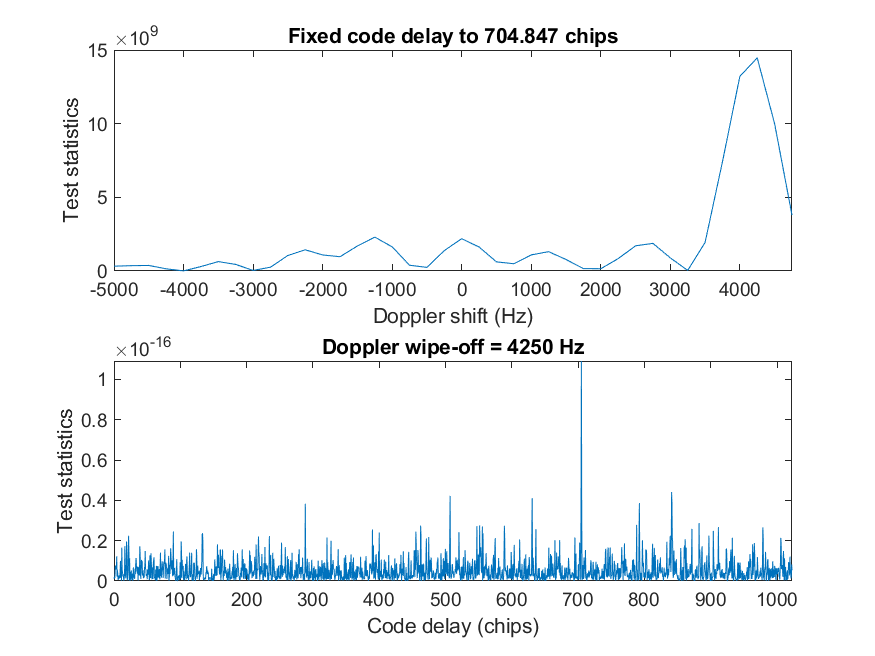 Fixed code delay to 704.847 chips
×10^9
15
10
5
0
Test statistics
-5000 -4000 -3000 -2000 -1000 0 1000 2000 3000 4000
Doppler shift (Hz)
Doppler wipe-off = 4250 Hz
×10^-16
1
0.8
0.6
0.4
0.2
0
Test statistics
0 100 200 300 400 500 600 700 800 900 1000
Code delay (chips)